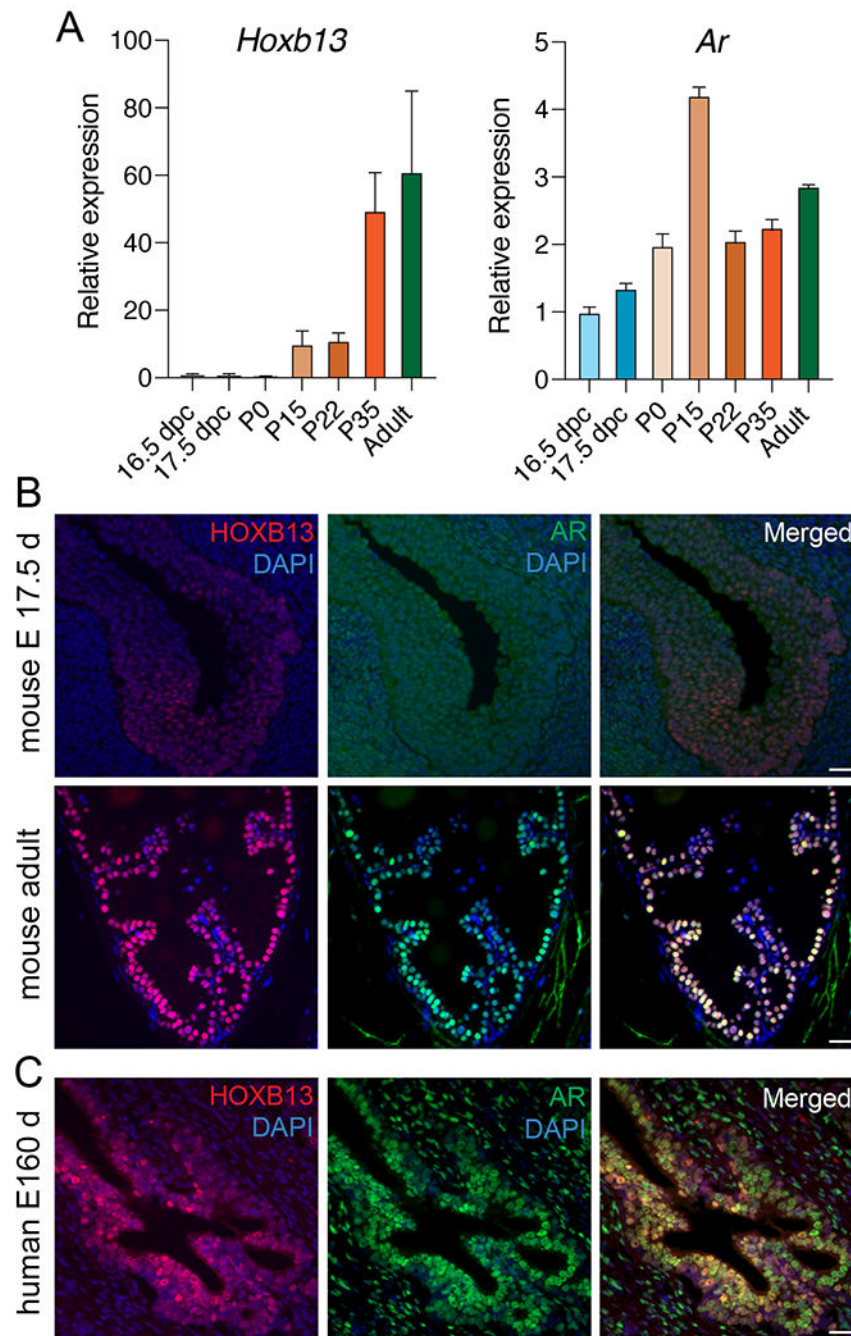 A
Hoxb13
Relative expression
100
80
60
40
20
0
16.5 dpc
17.5 dpc
P0
P15
P22
P35
Adult
Ar
Relative expression
5
4
3
2
1
0
16.5 dpc
17.5 dpc
P0
P15
P22
P35
Adult
B
mouse E 17.5 d
HOXB13
DAPI
AR
DAPI
Merged
mouse adult
C
human E160 d
HOXB13
DAPI
AR
DAPI
Merged